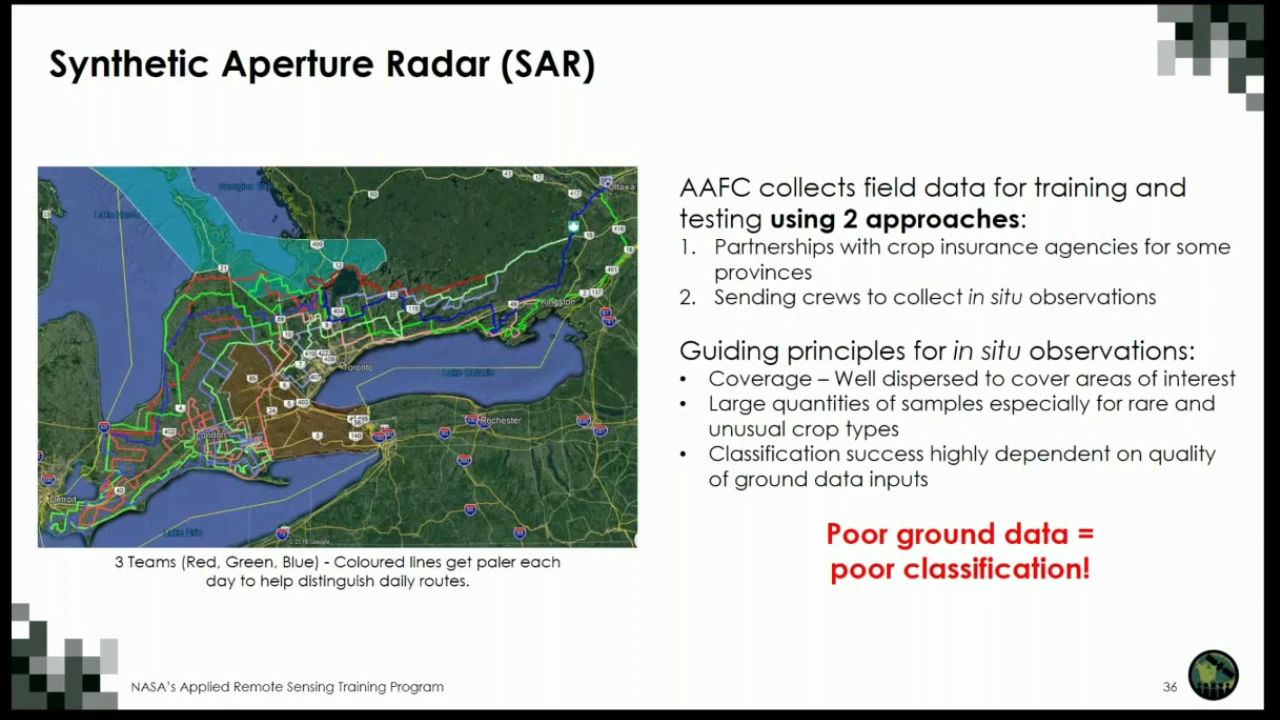 Synthetic Aperture Radar (SAR)
AAFC collects field data for training and
testing using 2 approaches:
1. Partnerships with crop insurance agencies for some
provinces
2. Sending crews to collect in situ observations
Guiding principles for in situ observations:
• Coverage – Well dispersed to cover areas of interest
• Large quantities of samples especially for rare and
unusual crop types
• Classification success highly dependent on quality
of ground data inputs
Poor ground data =
poor classification!
Ottawa
Kingston
Toronto
Lake Ontario
Rochester
London
Detroit
Lake Erie
3 Teams (Red, Green, Blue) - Coloured lines get paler each
day to help distinguish daily routes.
NASA's Applied Remote Sensing Training Program
36